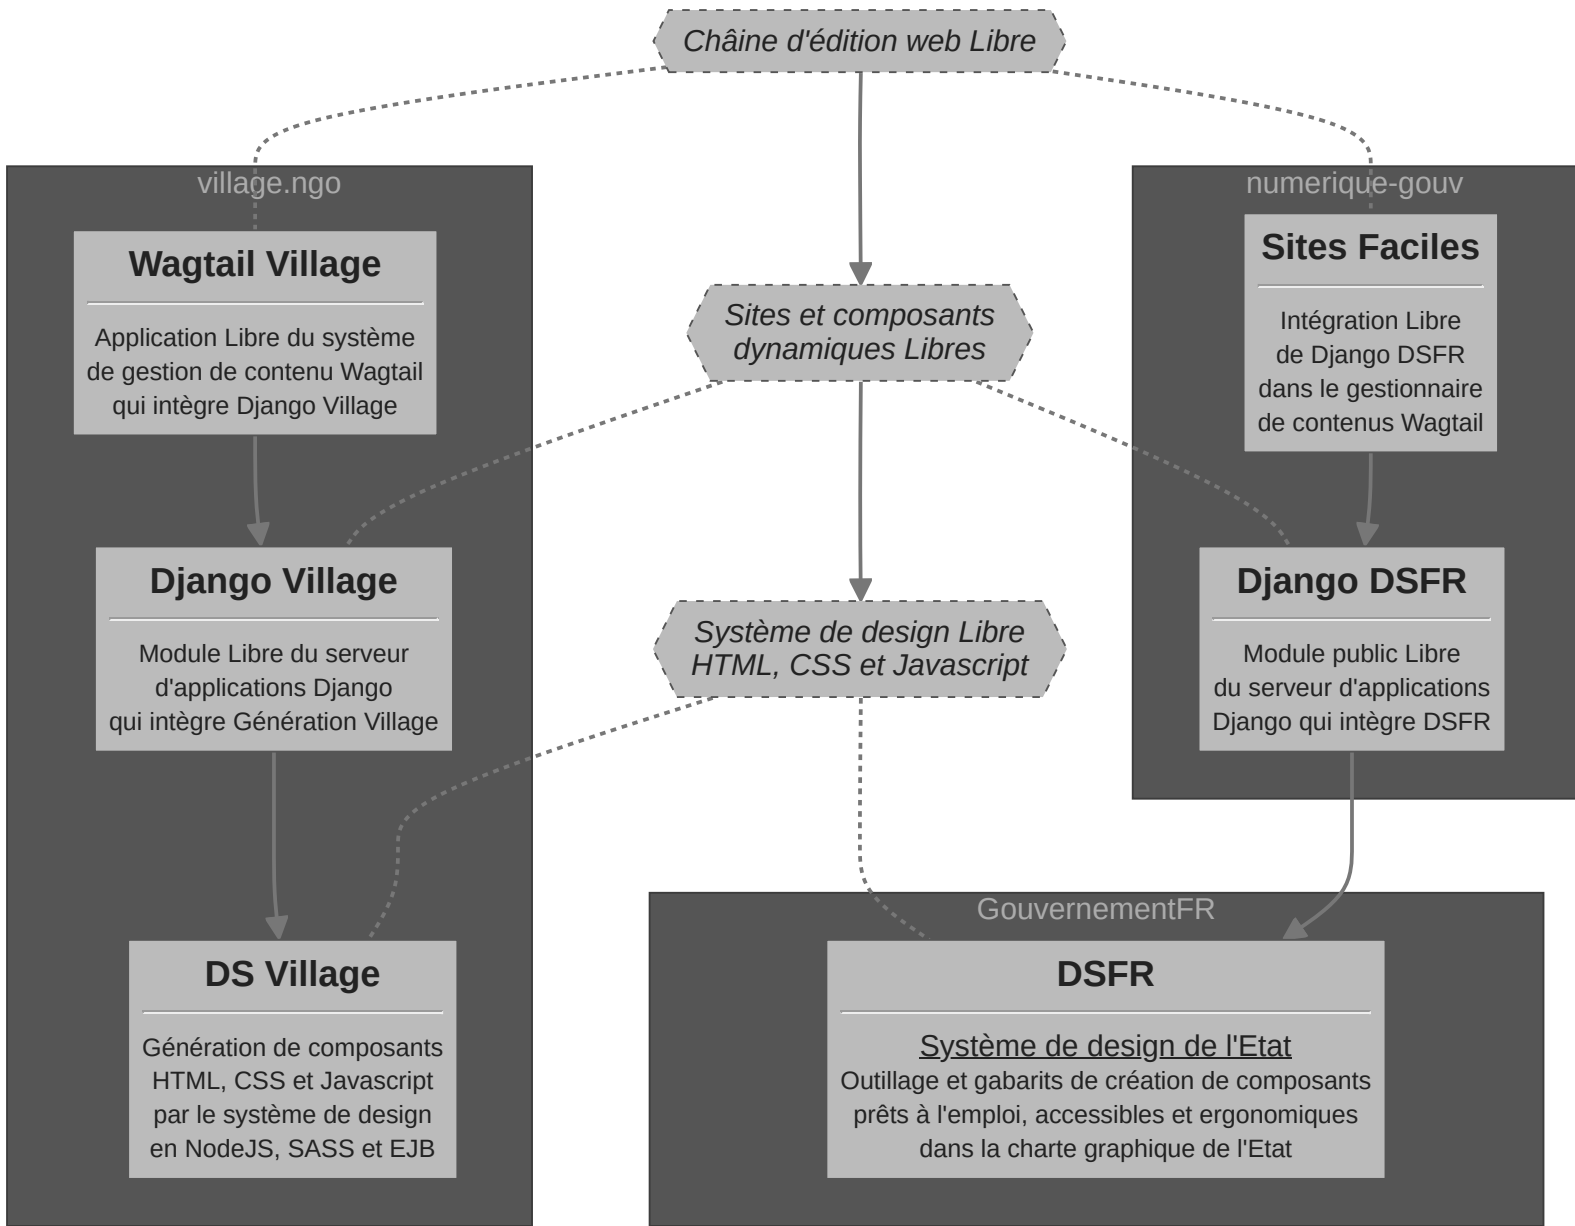 Châine d'édition web Libre
village.ngo
Wagtail Village
Application Libre du système
de gestion de contenu Wagtail
qui intègre Django Village
numerique-gouv
Sites Faciles
Intégration Libre
de Django DSFR
dans le gestionnaire
de contenus Wagtail
Sites et composants
dynamiques Libres
Django Village
Module Libre du serveur
d'applications Django
qui intègre Génération Village
Système de design Libre
HTML, CSS et Javascript
Django DSFR
Module public Libre
du serveur d'applications
Django qui intègre DSFR
DS Village
Génération de composants
HTML, CSS et Javascript
par le système de design
en NodeJS, SASS et EJB
GouvernementFR
DSFR
Système de design de l'Etat
Outillage et gabarits de création de composants
prêts à l'emploi, accessibles et ergonomiques
dans la charte graphique de l'Etat